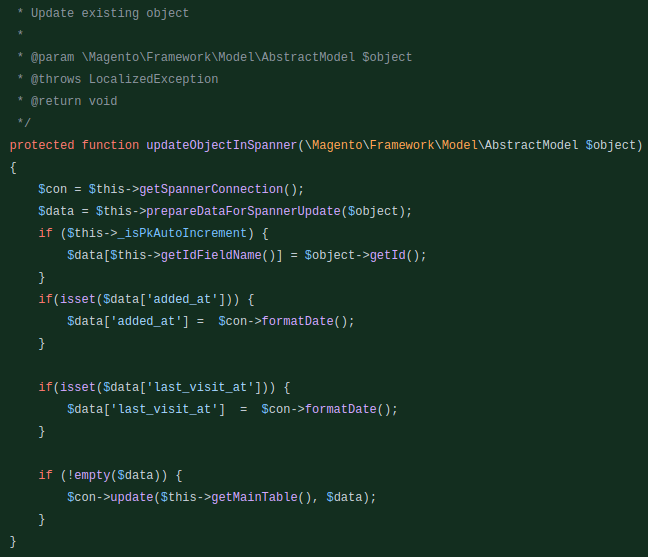 * Update existing object
 *
 * @param \Magento\Framework\Model\AbstractModel $object
 * @throws LocalizedException
 * @return void
 */
protected function updateObjectInSpanner(\Magento\Framework\Model\AbstractModel $object)
{
    $con = $this->getSpannerConnection();
    $data = $this->prepareDataForSpannerUpdate($object);
    if ($this->_isPkAutoIncrement) {
        $data[$this->getIdFieldName()] = $object->getId();
    }
    if(isset($data['added_at'])) {
        $data['added_at'] =  $con->formatDate();
    }

    if(isset($data['last_visit_at'])) {
        $data['last_visit_at']  =  $con->formatDate();
    }

    if (!empty($data)) {
        $con->update($this->getMainTable(), $data);
    }
}